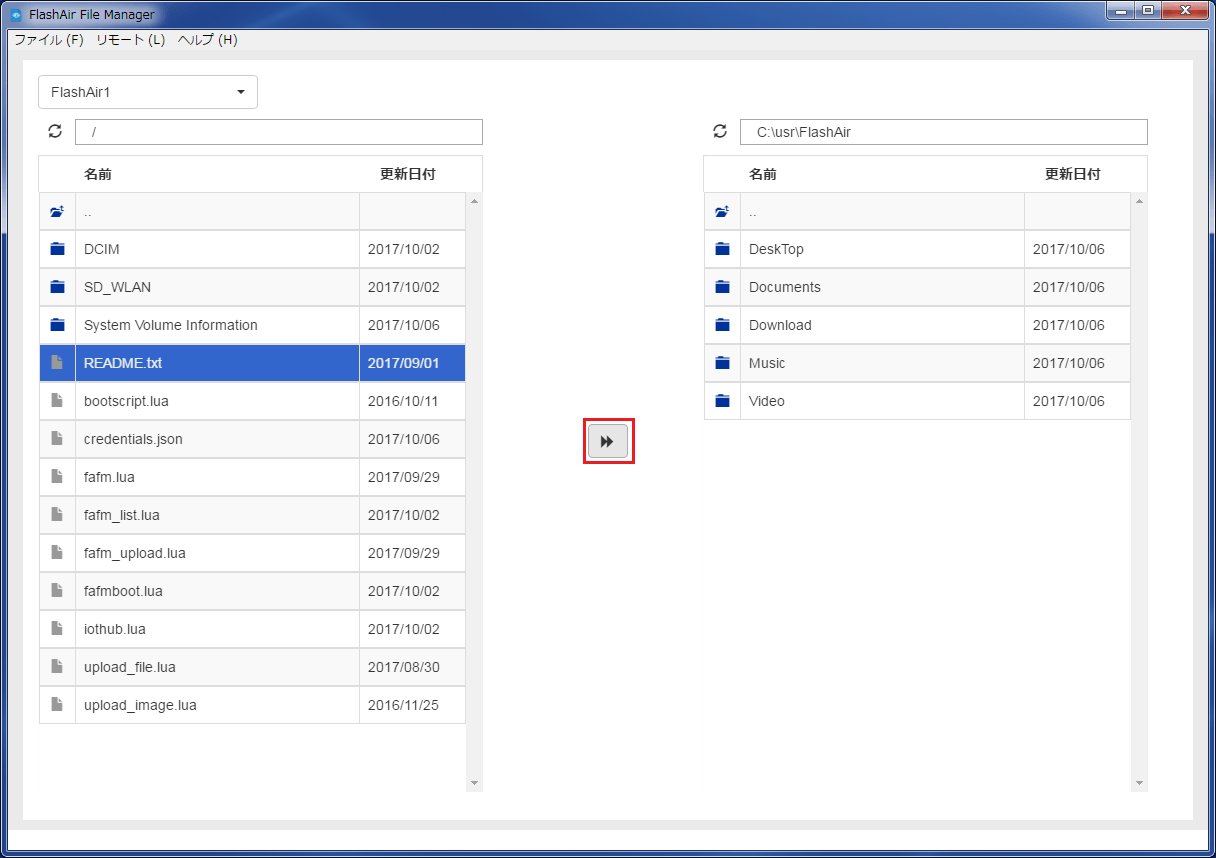 FlashAir File Manager
ファイル (F) リモート (L) ヘルプ (H)
FlashAir1
/
名前 更新日付
..
DCIM 2017/10/02
SD_WLAN 2017/10/02
System Volume Information 2017/10/06
README.txt 2017/09/01
bootscript.lua 2016/10/11
credentials.json 2017/10/06
fafm.lua 2017/09/29
fafm_list.lua 2017/10/02
fafm_upload.lua 2017/09/29
fafmboot.lua 2017/10/02
iothub.lua 2017/10/02
upload_file.lua 2017/08/30
upload_image.lua 2016/11/25
C:\usr\FlashAir
名前 更新日付
..
DeskTop 2017/10/06
Documents 2017/10/06
Download 2017/10/06
Music 2017/10/06
Video 2017/10/06